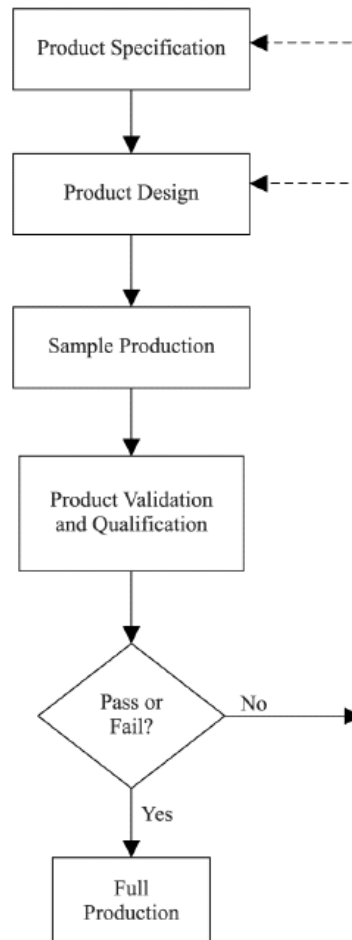 Product Specification
Product Design
Sample Production
Product Validation
and Qualification
Pass or
Fail?
No
Yes
Full
Production